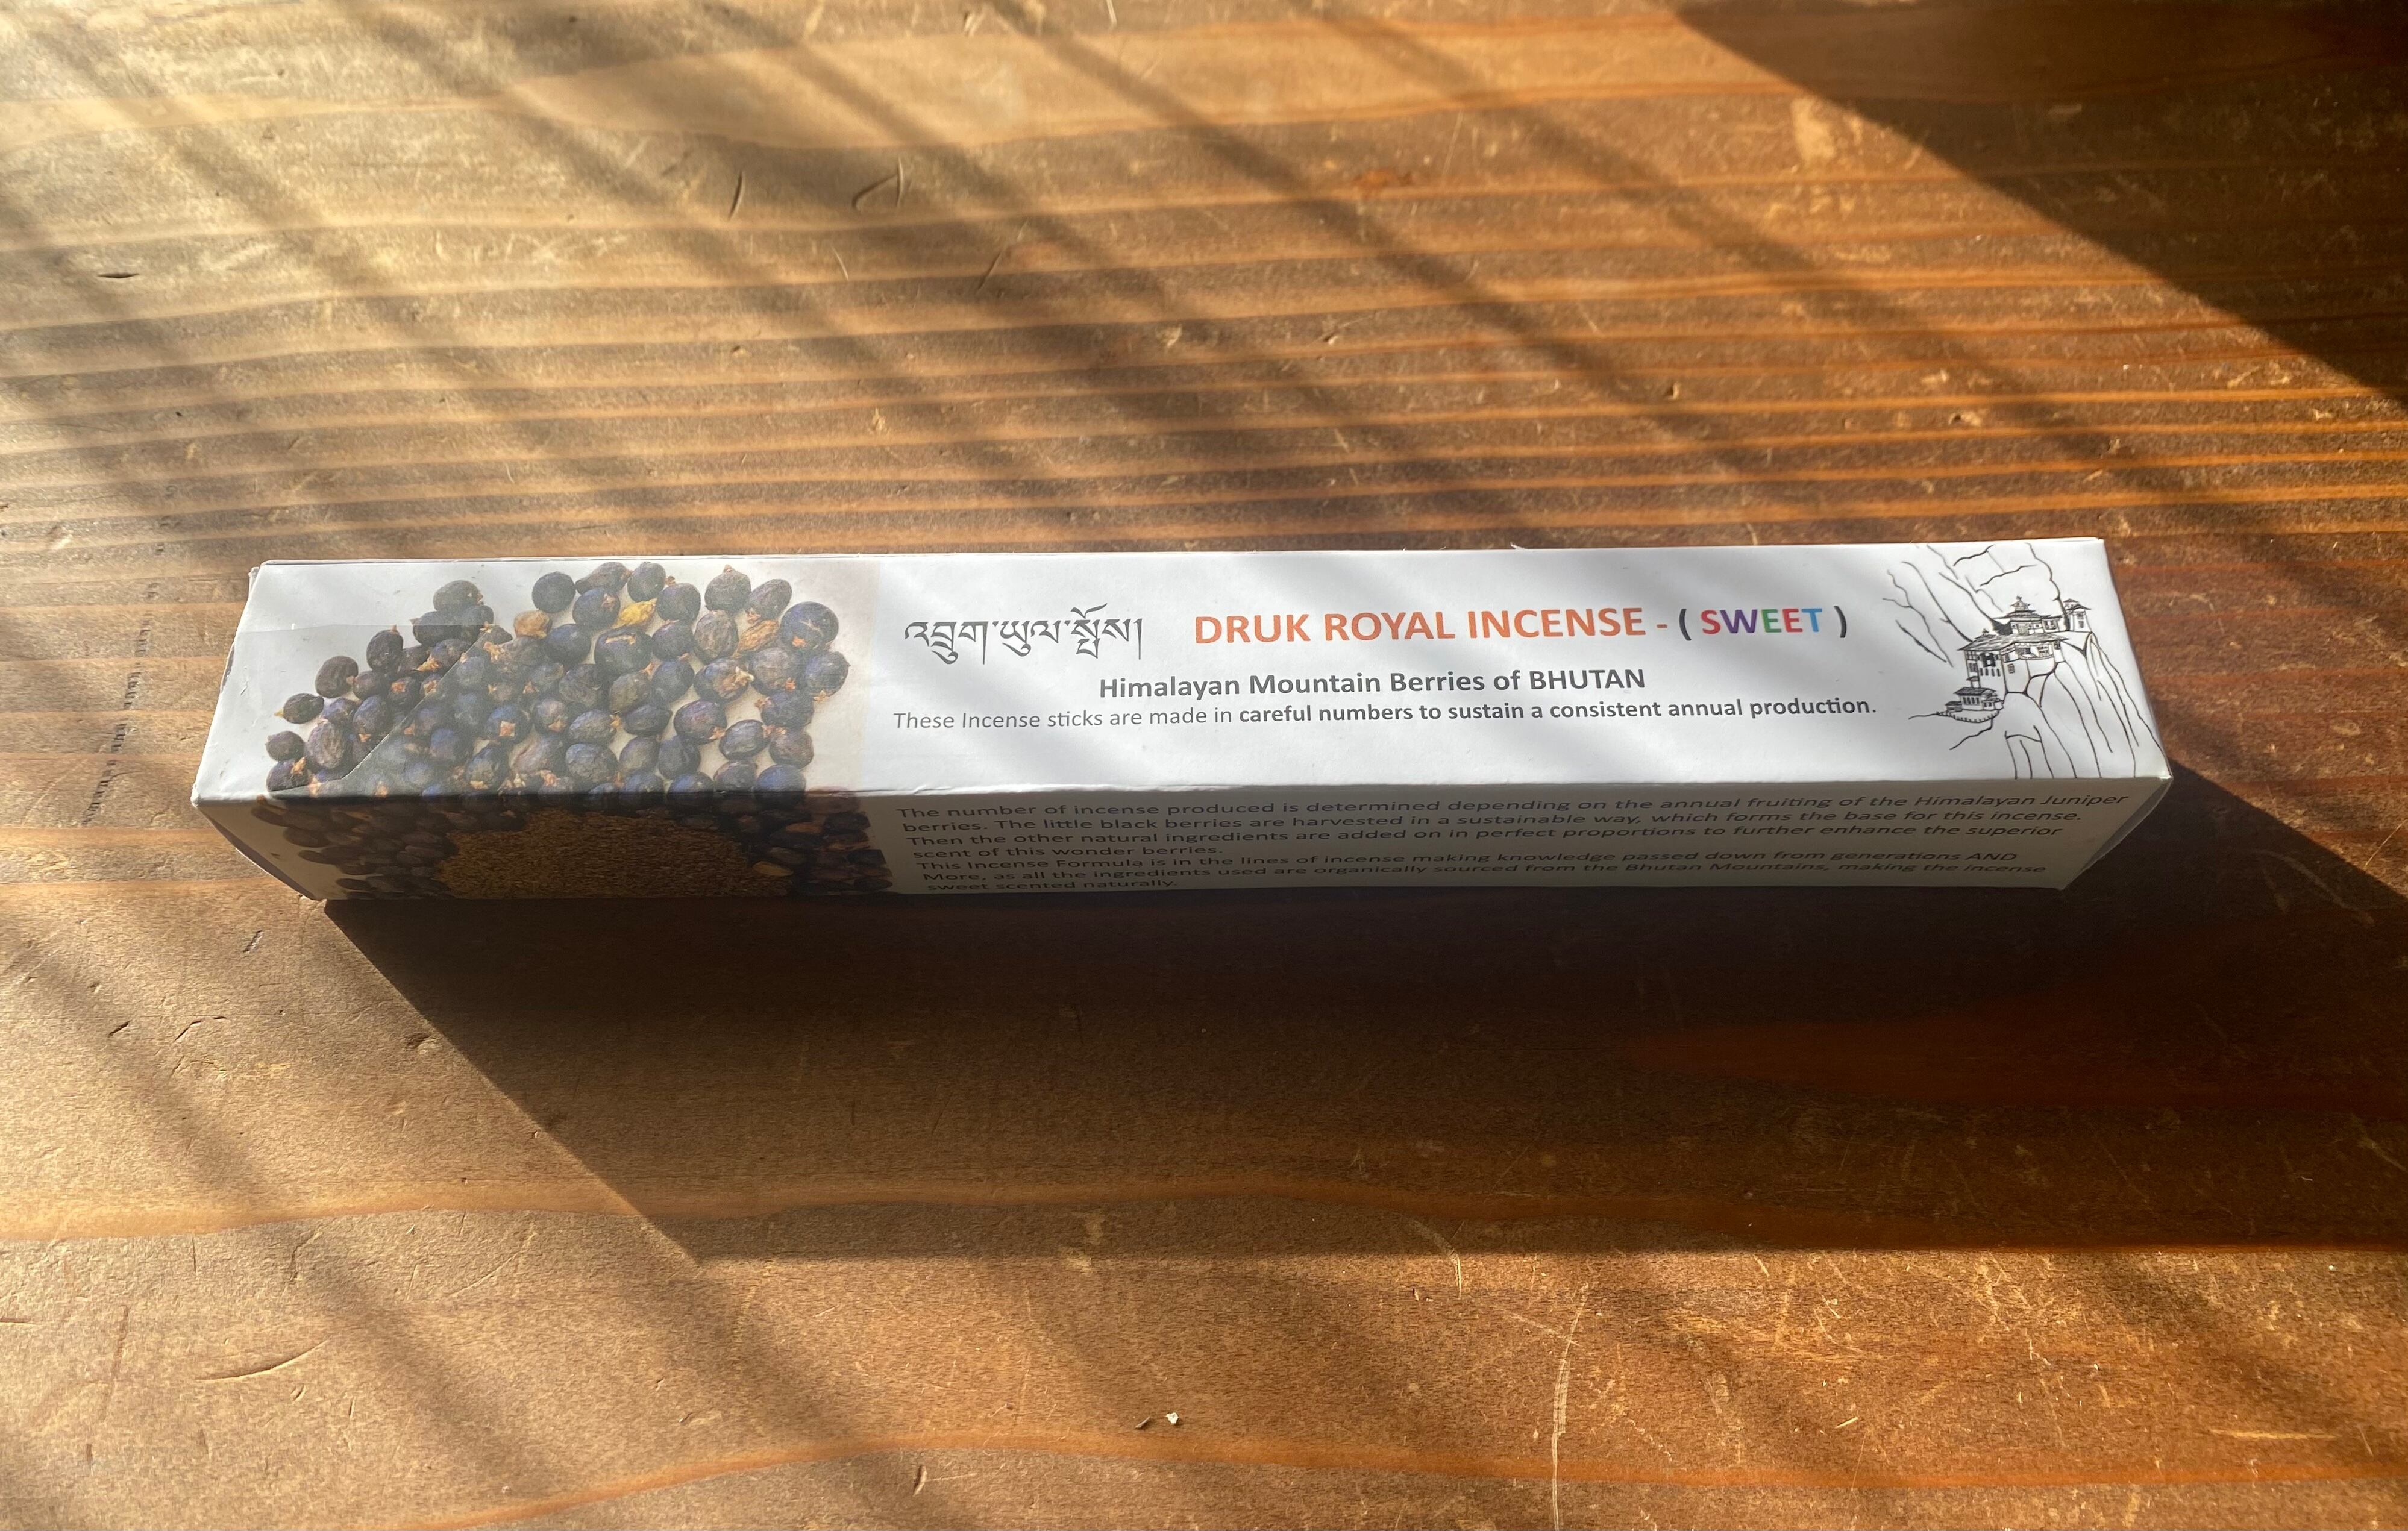 འབྲུག་ཡུལ་སྤོས། DRUK ROYAL INCENSE - ( SWEET )
Himalayan Mountain Berries of BHUTAN
These Incense sticks are made in careful numbers to sustain a consistent annual production.
The number of incense produced is determined depending on the annual fruiting of the Himalayan Juniper
berries. The little black berries are harvested in a sustainable way, which forms the base for this incense.
Then the other natural ingredients are added on in perfect proportions to further enhance the superior
scent of this wonder berries.
This Incense Formula is in the lines of incense making knowledge passed down from generations AND
More, as all the ingredients used are organically sourced from the Bhutan Mountains, making the incense
sweet scented naturally.